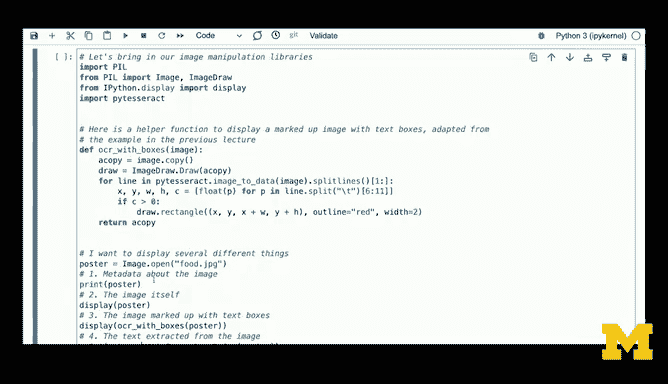 Code
git
Validate
Python 3 (ipykernel)
[ ]:
# Let's bring in our image manipulation libraries
import PIL
from PIL import Image, ImageDraw
from IPython.display import display
import pytesseract
# Here is a helper function to display a marked up image with text boxes, adapted from
# the example in the previous lecture
def ocr_with_boxes(image):
    acopy = image.copy()
    draw = ImageDraw.Draw(acopy)
    for line in pytesseract.image_to_data(image).splitlines()[1:]:
        x, y, w, h, c = [float(p) for p in line.split("\t")[6:11]]
        if c > 0:
            draw.rectangle((x, y, x + w, y + h), outline="red", width=2)
    return acopy
# I want to display several different things
poster = Image.open("food.jpg")
# 1. Metadata about the image
print(poster)
# 2. The image itself
display(poster)
# 3. The image marked up with text boxes
display(ocr_with_boxes(poster))
# 4. The text extracted from the image
M